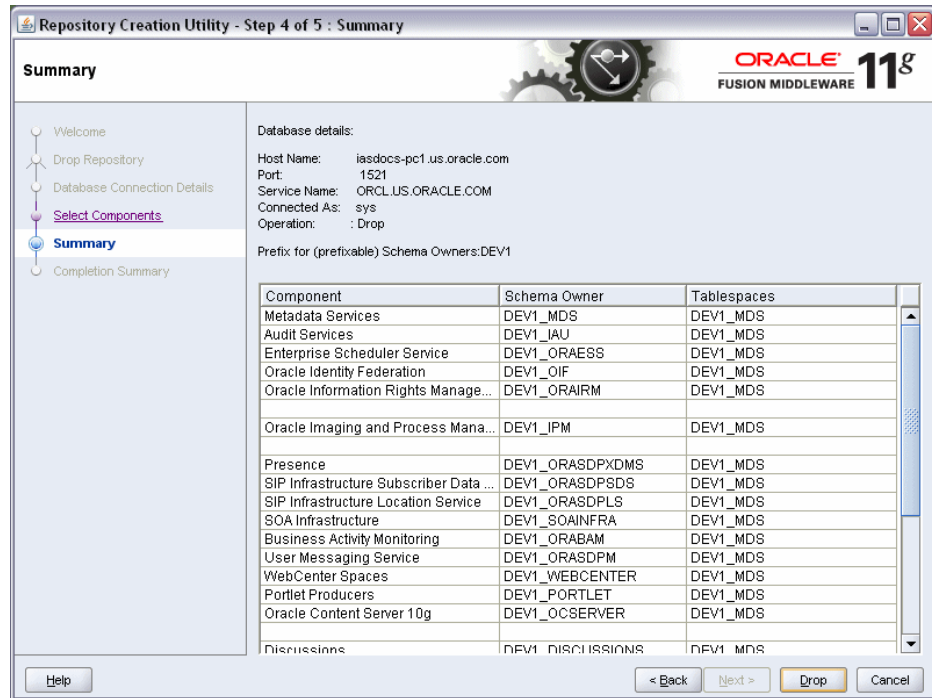 Repository Creation Utility - Step 4 of 5 : Summary
Summary
ORACLE
FUSION MIDDLEWARE 11g
Welcome
Drop Repository
Database Connection Details
Select Components
Summary
Completion Summary
Database details:
Host Name: iasdocs-pc1.us.oracle.com
Port: 1521
Service Name: ORCL.US.ORACLE.COM
Connected As: sys
Operation: : Drop
Prefix for (prefixable) Schema Owners:DEV1
Component Schema Owner Tablespaces
Metadata Services DEV1_MDS DEV1_MDS
Audit Services DEV1_IAU DEV1_MDS
Enterprise Scheduler Service DEV1_ORAESS DEV1_MDS
Oracle Identity Federation DEV1_OIF DEV1_MDS
Oracle Information Rights Manage... DEV1_ORAIRM DEV1_MDS
Oracle Imaging and Process Mana... DEV1_IPM DEV1_MDS
Presence DEV1_ORASDPXDMS DEV1_MDS
SIP Infrastructure Subscriber Data ... DEV1_ORASDPSDS DEV1_MDS
SIP Infrastructure Location Service DEV1_ORASDPLS DEV1_MDS
SOA Infrastructure DEV1_SOAINFRA DEV1_MDS
Business Activity Monitoring DEV1_ORABAM DEV1_MDS
User Messaging Service DEV1_ORASDPM DEV1_MDS
WebCenter Spaces DEV1_WEBCENTER DEV1_MDS
Portlet Producers DEV1_PORTLET DEV1_MDS
Oracle Content Server 10g DEV1_OCSERVER DEV1_MDS
Discussions DEV1_DISCUSSIONS DEV1_MDS
Help < Back Next > Drop Cancel